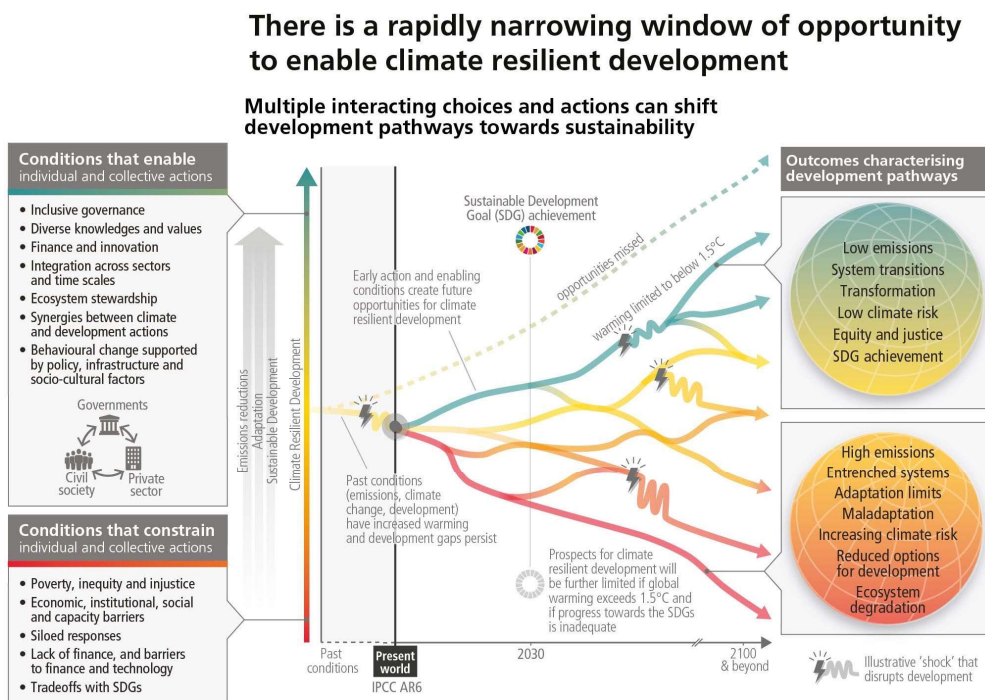 There is a rapidly narrowing window of opportunity
to enable climate resilient development
Multiple interacting choices and actions can shift
development pathways towards sustainability
Conditions that enable
individual and collective actions
• Inclusive governance
• Diverse knowledges and values
• Finance and innovation
• Integration across sectors
and time scales
• Ecosystem stewardship
• Synergies between climate
and development actions
• Behavioural change supported
by policy, infrastructure and
socio-cultural factors
Governments
Civil
society
Private
sector
Conditions that constrain
individual and collective actions
• Poverty, inequity and injustice
• Economic, institutional, social
and capacity barriers
• Siloed responses
• Lack of finance, and barriers
to finance and technology
• Tradeoffs with SDGs
Emissions reductions
Adaptation
Sustainable Development
Climate Resilient Development
Sustainable Development
Goal (SDG) achievement
Early action and enabling
conditions create future
opportunities for climate
resilient development
opportunities missed
warming limited to below 1.5°C
Past conditions
(emissions, climate
change, development)
have increased warming
and development gaps persist
Prospects for climate
resilient development will
be further limited if global
warming exceeds 1.5°C and
if progress towards the SDGs
is inadequate
Past
conditions
Present
world
IPCC AR6
2030
2100
& beyond
Outcomes characterising
development pathways
Low emissions
System transitions
Transformation
Low climate risk
Equity and justice
SDG achievement
High emissions
Entrenched systems
Adaptation limits
Maladaptation
Increasing climate risk
Reduced options
for development
Ecosystem
degradation
Illustrative 'shock' that
disrupts development